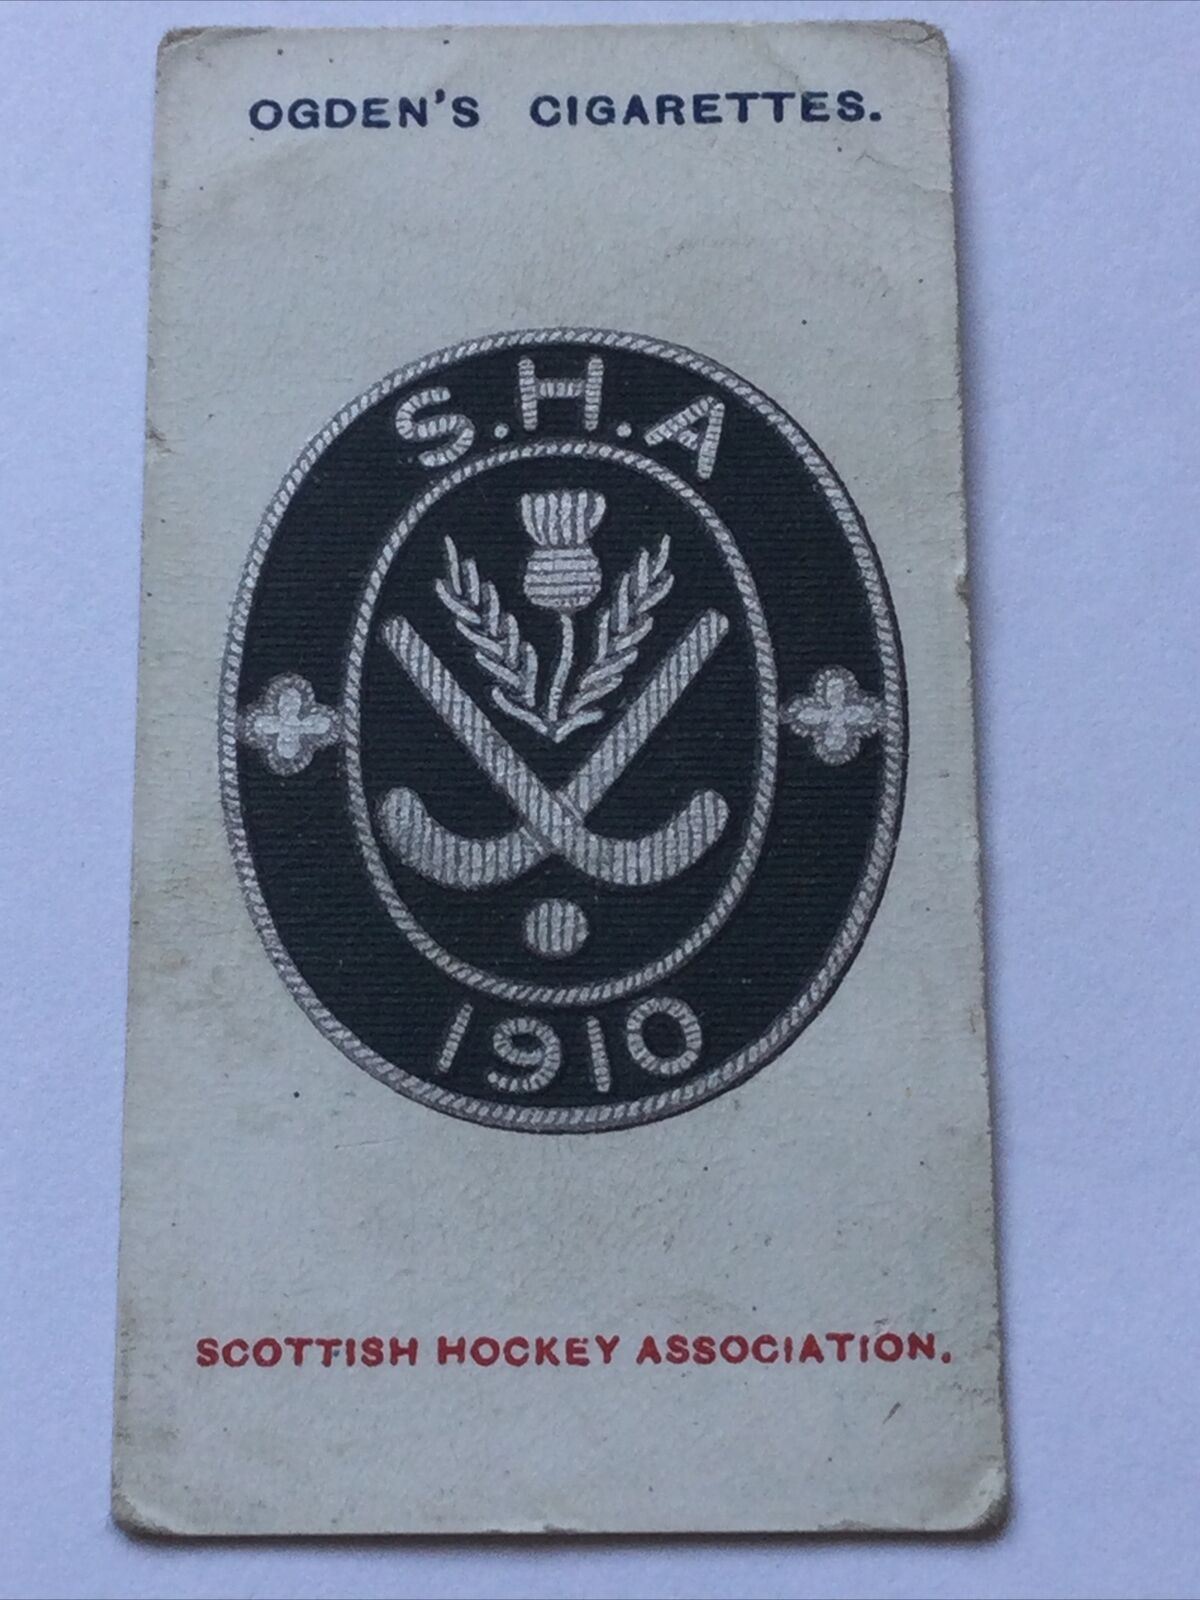 OGDEN'S CIGARETTES.
S.H.A
1910
SCOTTISH HOCKEY ASSOCIATION.